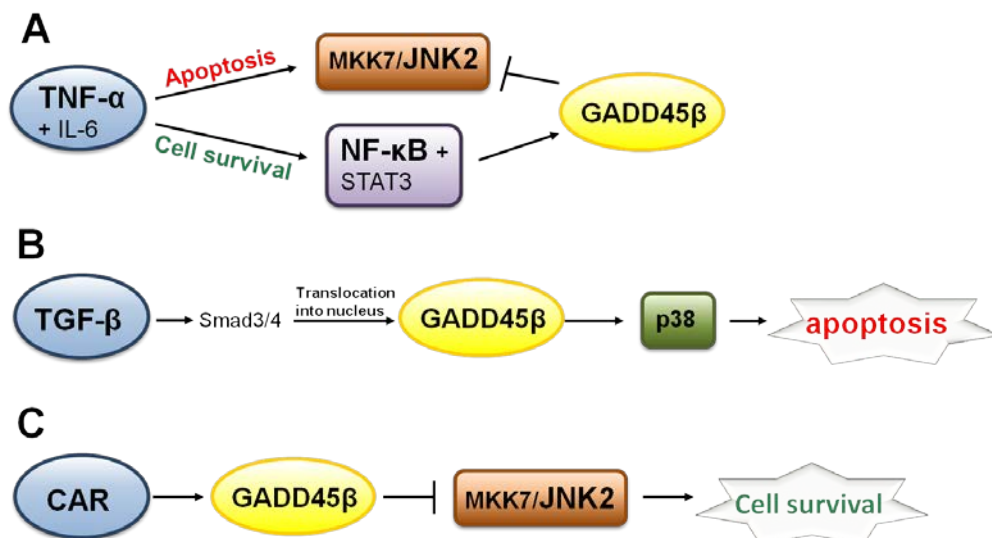 A
TNF-α
+ IL-6
Apoptosis
Cell survival
MKK7/JNK2
NF-κB +
STAT3
GADD45β
B
TGF-β
Smad3/4
Translocation
into nucleus
GADD45β
p38
apoptosis
C
CAR
GADD45β
MKK7/JNK2
Cell survival